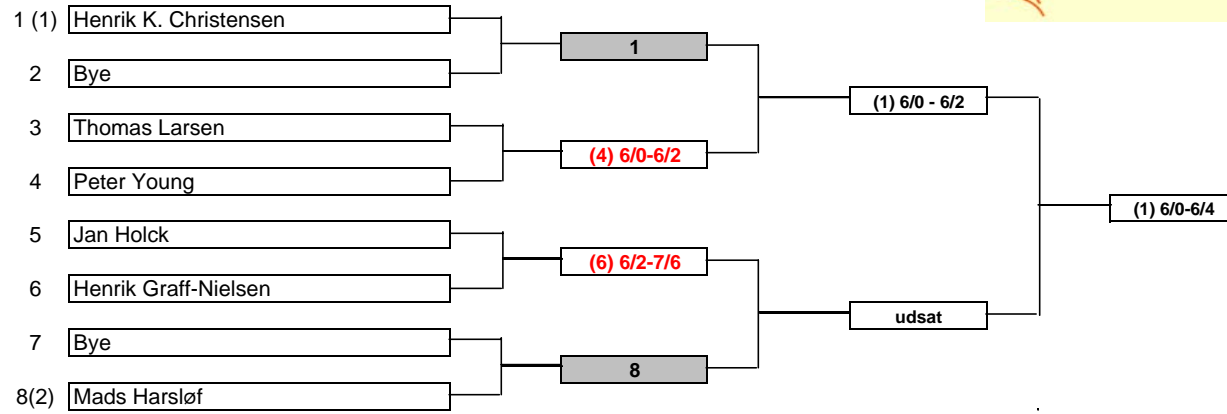 1 (1) Henrik K. Christensen
1
2 Bye
(1) 6/0 - 6/2
3 Thomas Larsen
(4) 6/0-6/2
4 Peter Young
(1) 6/0-6/4
5 Jan Holck
(6) 6/2-7/6
6 Henrik Graff-Nielsen
udsat
7 Bye
8
8(2) Mads Harsløf